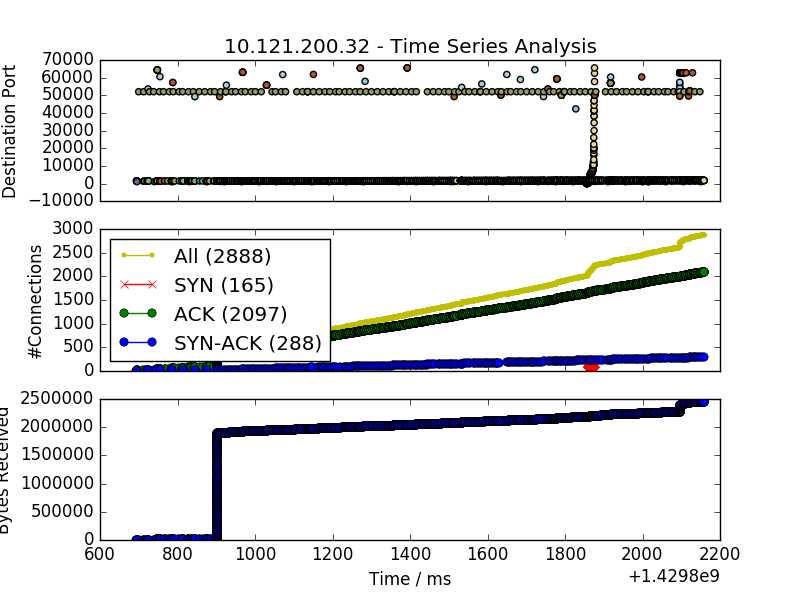 10.121.200.32 - Time Series Analysis
Destination Port
70000
60000
50000
40000
30000
20000
10000
0
−10000
#Connections
3000
2500
2000
1500
1000
500
0
All (2888)
SYN (165)
ACK (2097)
SYN-ACK (288)
Bytes Received
2500000
2000000
1500000
1000000
500000
0
600 800 1000 1200 1400 1600 1800 2000 2200
Time / ms
+1.4298e9